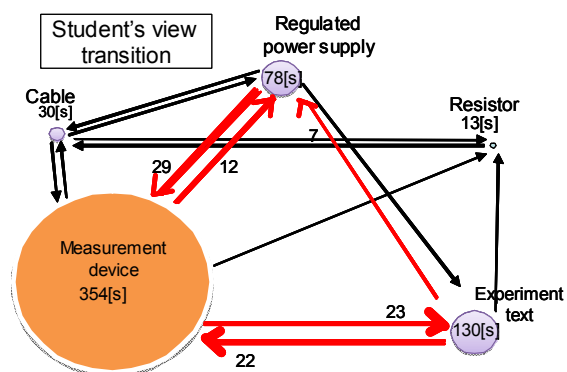 Student's view
transition
Regulated
power supply
78[s]
Cable
30[s]
Resistor
13[s]
7
29
12
Measurement
device
354[s]
Experiment
text
130[s]
23
22